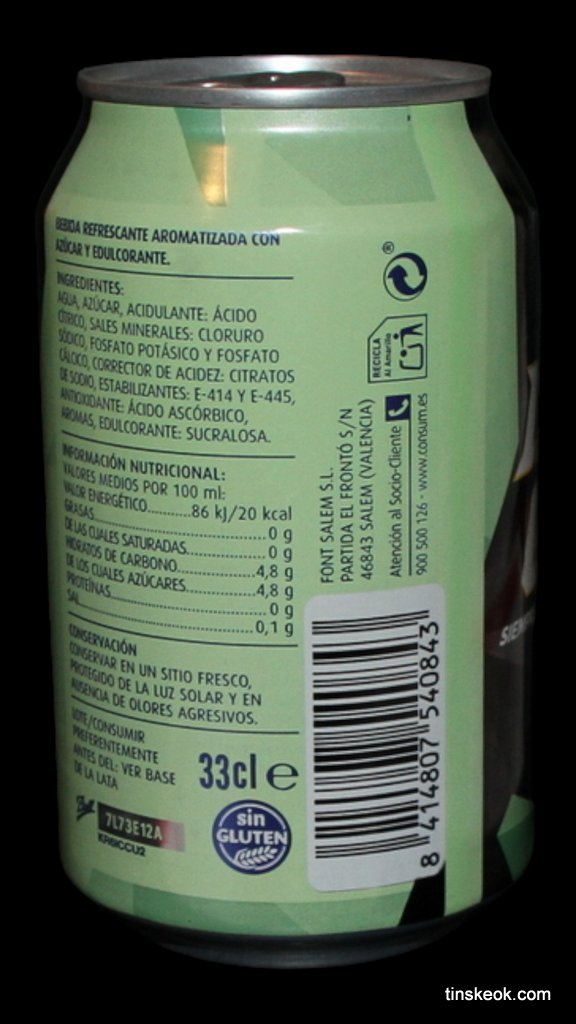 BEBIDA REFRESCANTE AROMATIZADA CON
AZÚCAR Y EDULCORANTE.
INGREDIENTES:
AGUA, AZÚCAR, ACIDULANTE: ÁCIDO
CÍTRICO, SALES MINERALES: CLORURO
SÓDICO, FOSFATO POTÁSICO Y FOSFATO
CÁLCICO, CORRECTOR DE ACIDEZ: CITRATOS
DE SODIO, ESTABILIZANTES: E-414 Y E-445,
ANTIOXIDANTE: ÁCIDO ASCÓRBICO,
AROMAS, EDULCORANTE: SUCRALOSA.
INFORMACIÓN NUTRICIONAL:
VALORES MEDIOS POR 100 ml:
VALOR ENERGÉTICO..........86 kJ/20 kcal
GRASAS..........0 g
DE LAS CUALES SATURADAS..........0 g
HIDRATOS DE CARBONO..........4,8 g
DE LOS CUALES AZÚCARES..........4,8 g
PROTEÍNAS..........0 g
SAL..........0,1 g
CONSERVACIÓN
CONSERVAR EN UN SITIO FRESCO,
PROTEGIDO DE LA LUZ SOLAR Y EN
AUSENCIA DE OLORES AGRESIVOS.
LOTE/CONSUMIR
PREFERENTEMENTE
ANTES DEL: VER BASE
DE LA LATA
33cl e
Ball
7L73E12A
KR9CCU2
sin
GLUTEN
®
RECICLA
Al Amarillo
FONT SALEM S.L.
PARTIDA EL FRONTÓ S/N
46843 SALEM (VALENCIA)
Atención al Socio-Cliente
900 500 126 - www.consum.es
8 414807 540843
tinskeok.com